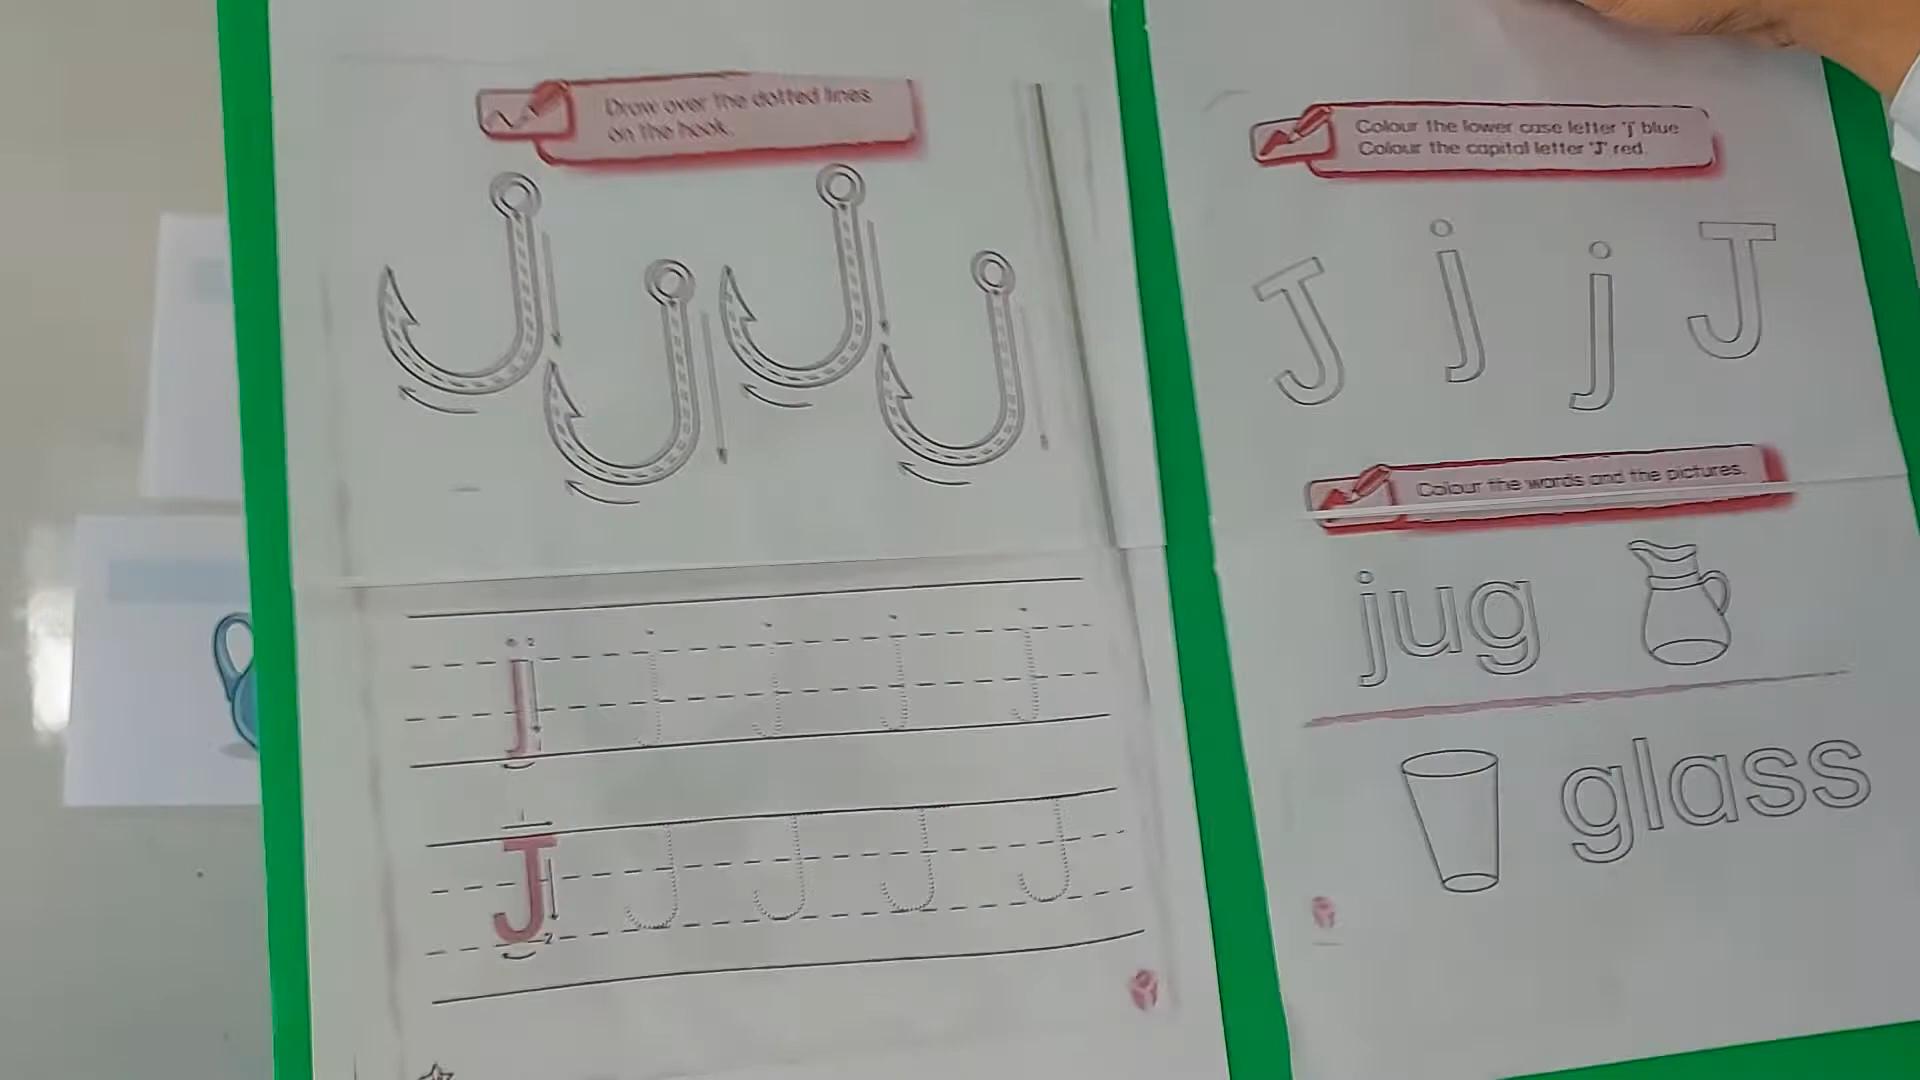 Draw over the dotted lines
on the hook.
j j j j j
J J J J J
Colour the lower case letter 'j' blue
Colour the capital letter 'J' red.
J j j J
Colour the words and the pictures.
jug
glass